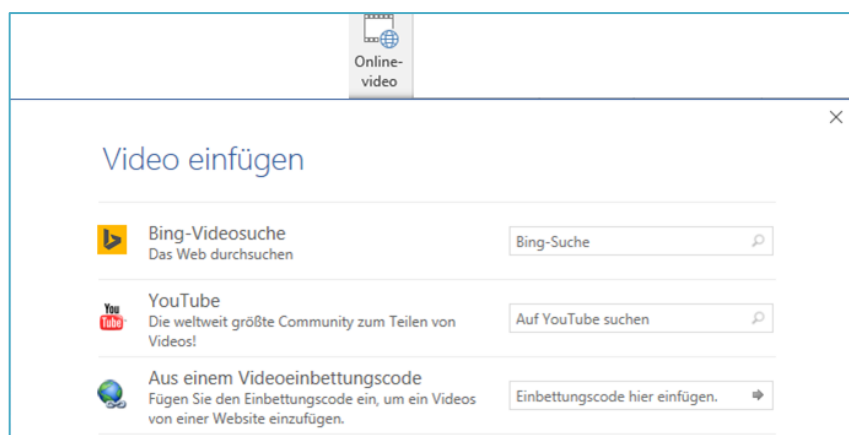 Online-
video
Video einfügen
Bing-Videosuche
Das Web durchsuchen
Bing-Suche
You
Tube
YouTube
Die weltweit größte Community zum Teilen von
Videos!
Auf YouTube suchen
Aus einem Videoeinbettungscode
Fügen Sie den Einbettungscode ein, um ein Videos
von einer Website einzufügen.
Einbettungscode hier einfügen.